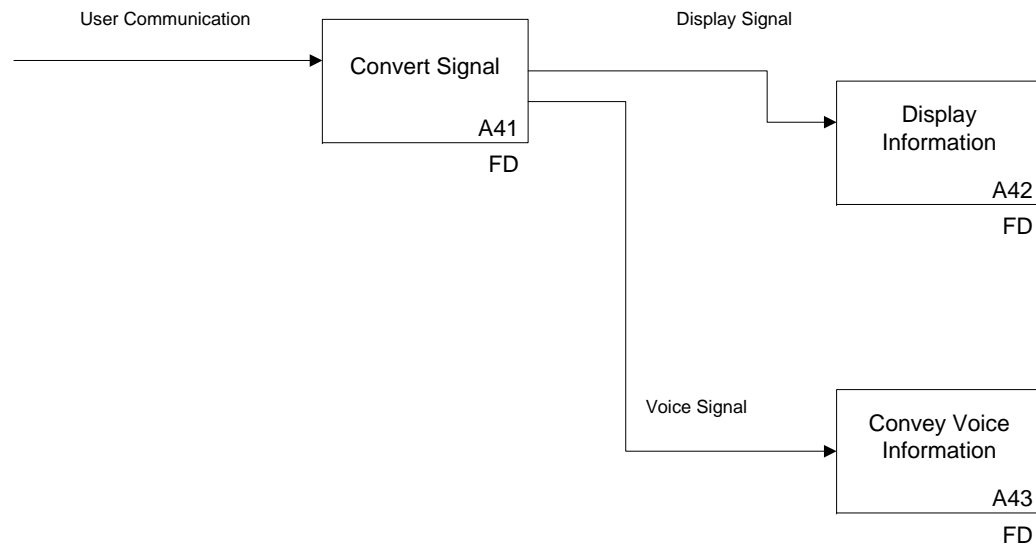 User Communication
Display Signal
Convert Signal
A41
FD
Display
Information
A42
FD
Voice Signal
Convey Voice
Information
A43
FD